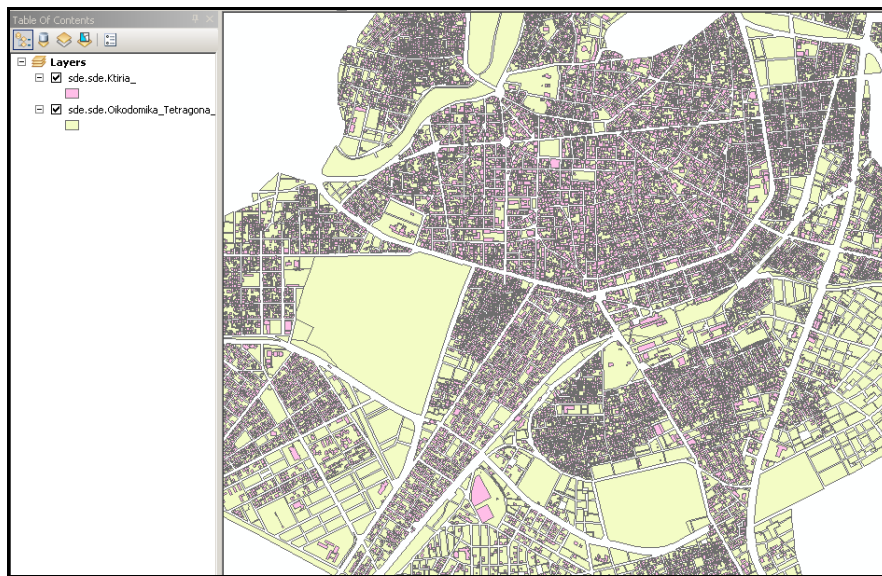 Table Of Contents
Layers
sde.sde.Ktiria_
sde.sde.Oikodomika_Tetragona_